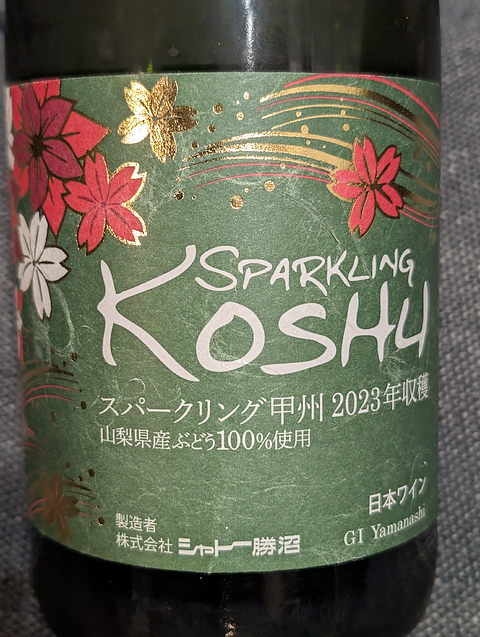 SPARKLING
KOSHU
スパークリング 甲州 2023年収穫
山梨県産ぶどう100%使用
日本ワイン
GI Yamanashi
製造者
株式会社 シャトー勝沼